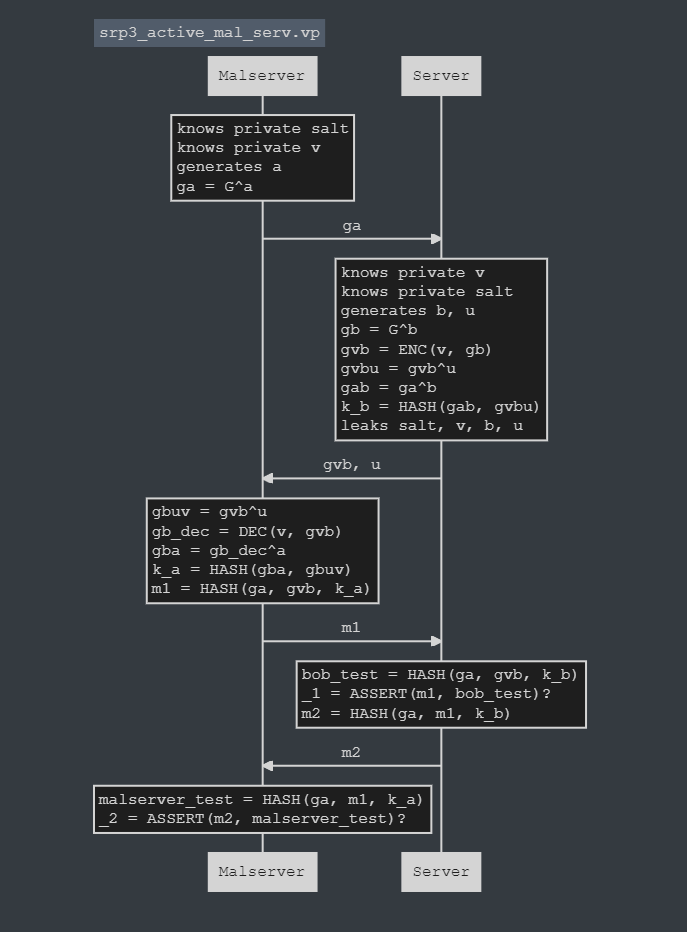 srp3_active_mal_serv.vp
Malserver
Server
knows private salt
knows private v
generates a
ga = G^a
ga
knows private v
knows private salt
generates b, u
gb = G^b
gvb = ENC(v, gb)
gvbu = gvb^u
gab = ga^b
k_b = HASH(gab, gvbu)
leaks salt, v, b, u
gvb, u
gbuv = gvb^u
gb_dec = DEC(v, gvb)
gba = gb_dec^a
k_a = HASH(gba, gbuv)
m1 = HASH(ga, gvb, k_a)
m1
bob_test = HASH(ga, gvb, k_b)
_1 = ASSERT(m1, bob_test)?
m2 = HASH(ga, m1, k_b)
m2
malserver_test = HASH(ga, m1, k_a)
_2 = ASSERT(m2, malserver_test)?
Malserver
Server